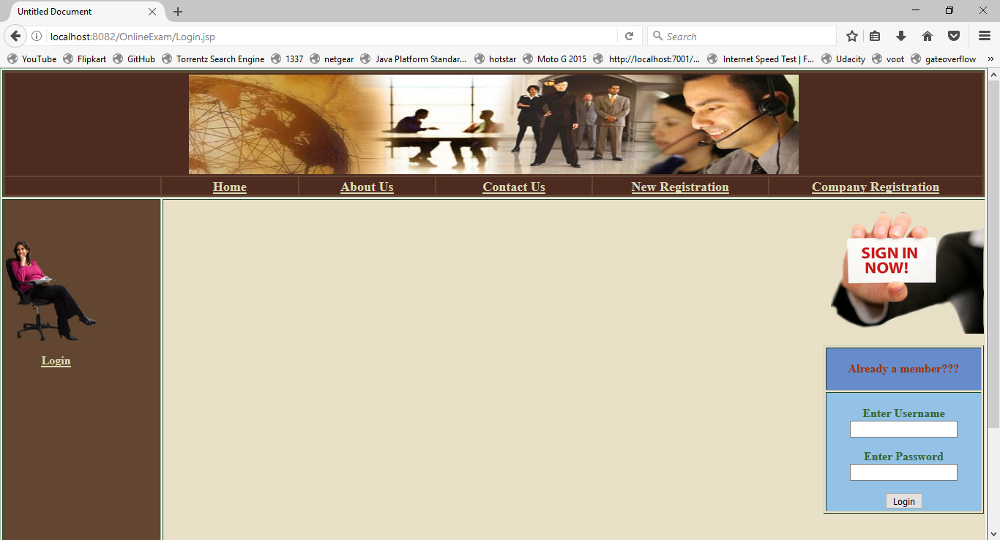 Untitled Document
localhost:8082/OnlineExam/Login.jsp
Search
YouTube Flipkart GitHub Torrentz Search Engine 1337 netgear Java Platform Standar... hotstar Moto G 2015 http://localhost:7001/... Internet Speed Test | F... Udacity voot gateoverflow
Home About Us Contact Us New Registration Company Registration
SIGN IN
NOW!
Login
Already a member???
Enter Username
Enter Password
Login